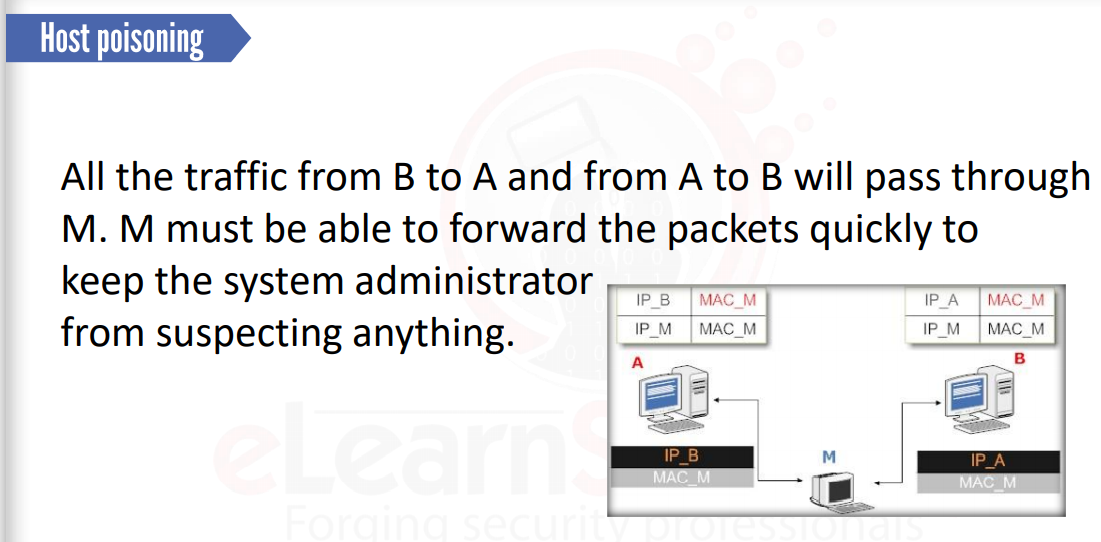 Host poisoning
All the traffic from B to A and from A to B will pass through
M. M must be able to forward the packets quickly to
keep the system administrator
from suspecting anything.
IP_B MAC_M
IP_M MAC_M
IP_A MAC_M
IP_M MAC_M
A
B
IP_B
MAC_M
M
IP_A
MAC_M
eLearnS
Forging security professionals